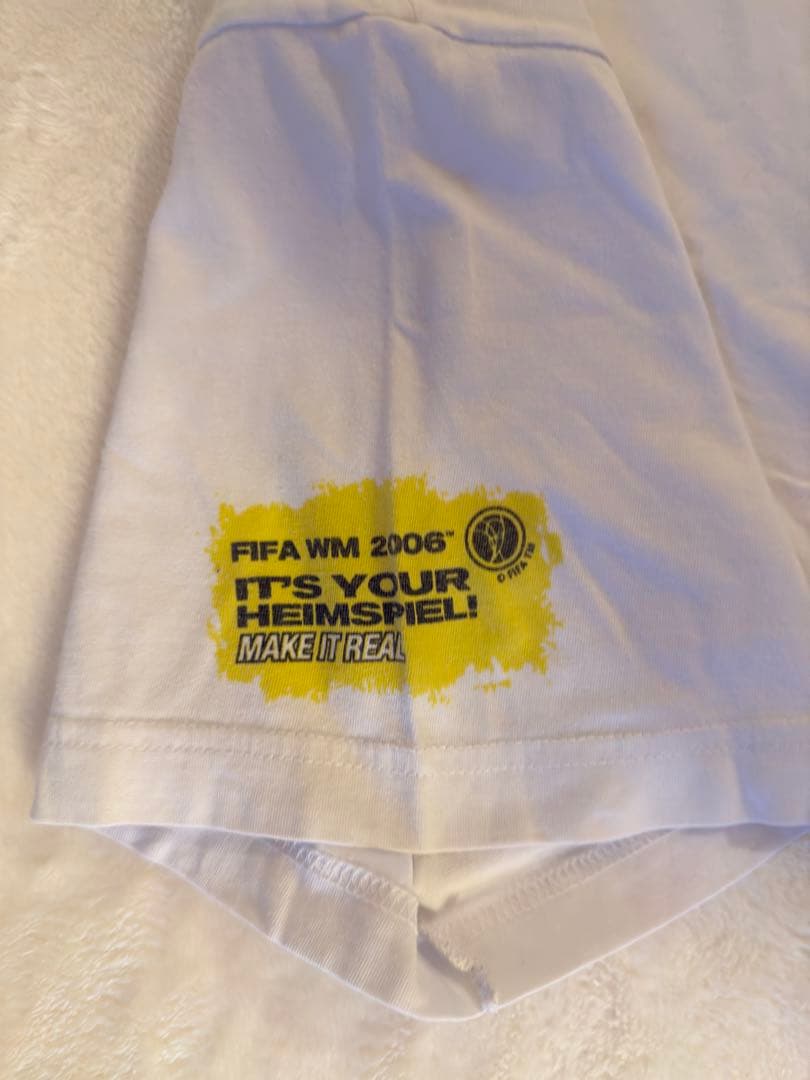 FIFA WM 2006™
IT'S YOUR
HEIMSPIEL!
MAKE IT REAL
© FIFA TM